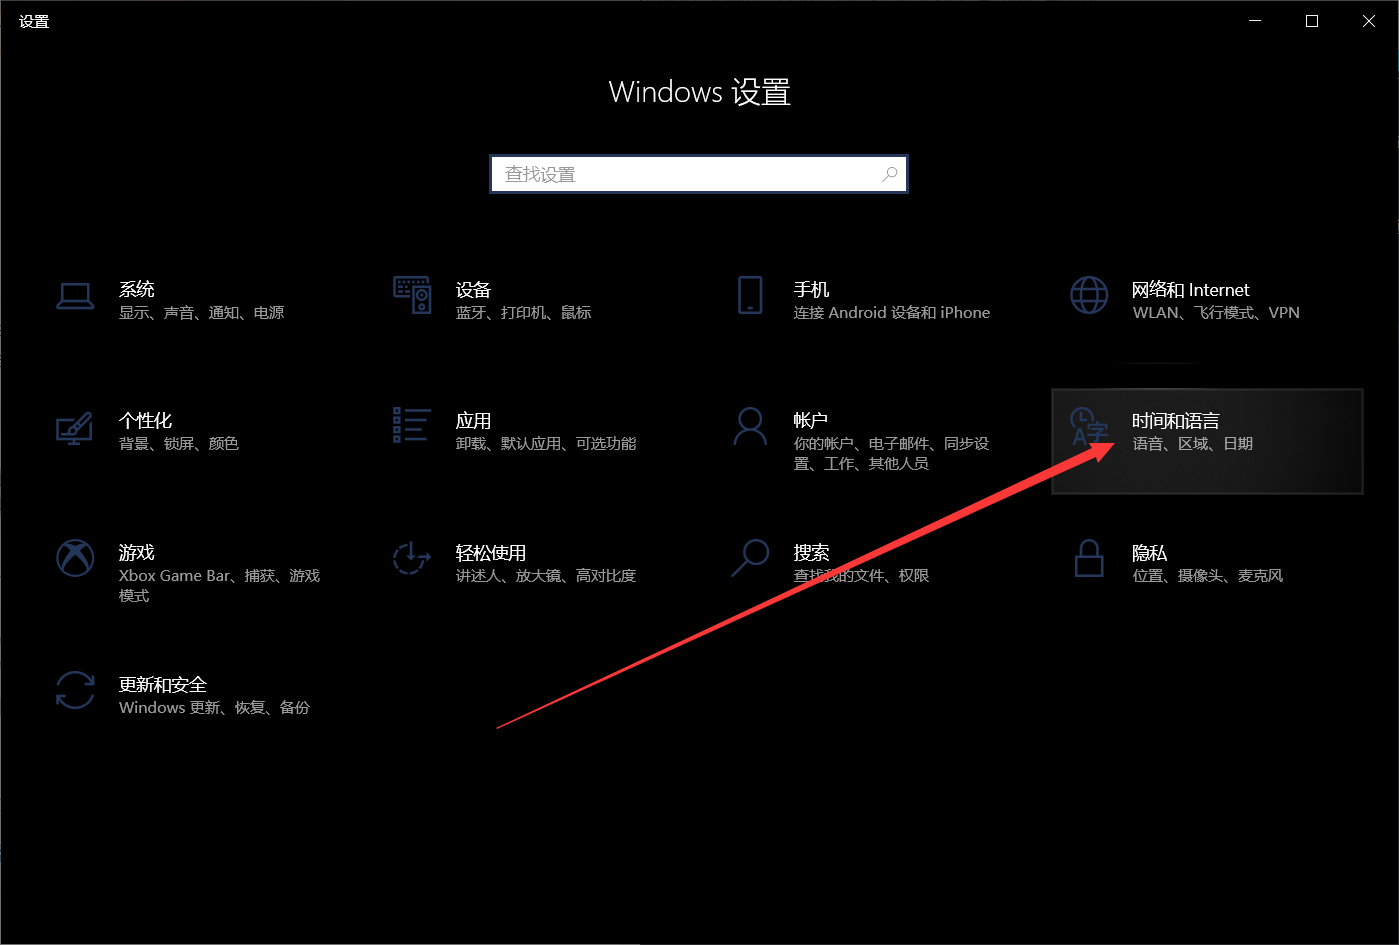 设置
Windows 设置
查找设置
系统
显示、声音、通知、电源
设备
蓝牙、打印机、鼠标
手机
连接 Android 设备和 iPhone
网络和 Internet
WLAN、飞行模式、VPN
个性化
背景、锁屏、颜色
应用
卸载、默认应用、可选功能
帐户
你的帐户、电子邮件、同步设
置、工作、其他人员
时间和语言
语音、区域、日期
游戏
Xbox Game Bar、捕获、游戏
模式
轻松使用
讲述人、放大镜、高对比度
搜索
查找我的文件、权限
隐私
位置、摄像头、麦克风
更新和安全
Windows 更新、恢复、备份